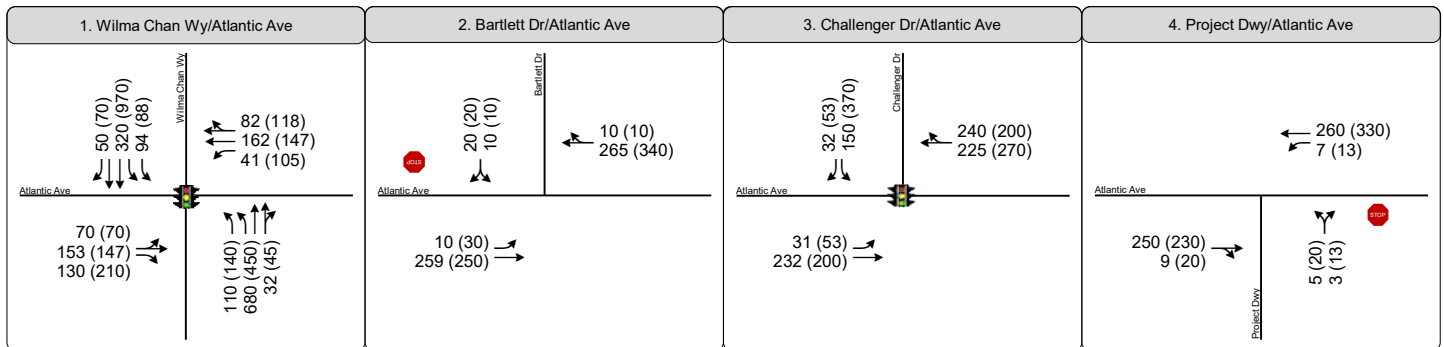 1. Wilma Chan Wy/Atlantic Ave
Wilma Chan Wy
50 (70)
320 (970)
94 (88)
82 (118)
162 (147)
41 (105)
Atlantic Ave
70 (70)
153 (147)
130 (210)
110 (140)
680 (450)
32 (45)
2. Bartlett Dr/Atlantic Ave
Bartlett Dr
20 (20)
10 (10)
10 (10)
265 (340)
STOP
Atlantic Ave
10 (30)
259 (250)
3. Challenger Dr/Atlantic Ave
Challenger Dr
32 (53)
150 (370)
240 (200)
225 (270)
Atlantic Ave
31 (53)
232 (200)
4. Project Dwy/Atlantic Ave
260 (330)
7 (13)
Atlantic Ave
STOP
250 (230)
9 (20)
5 (20)
3 (13)
Project Dwy